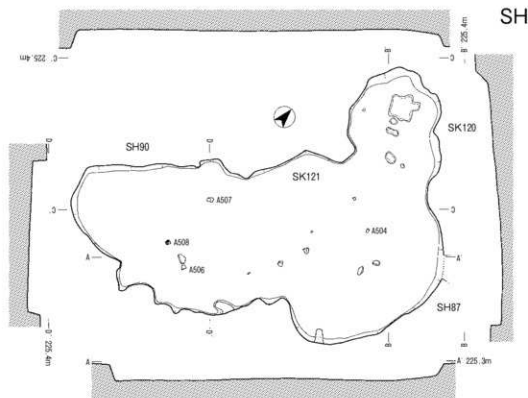 SH
B' 225.4m
225.4m
C'
B
C'
D'
SH90
SK120
SK121
A507
A504
A508
A506
C
C
A
A'
SH87
D
D' 225.4m
B
B
A
A' 225.3m